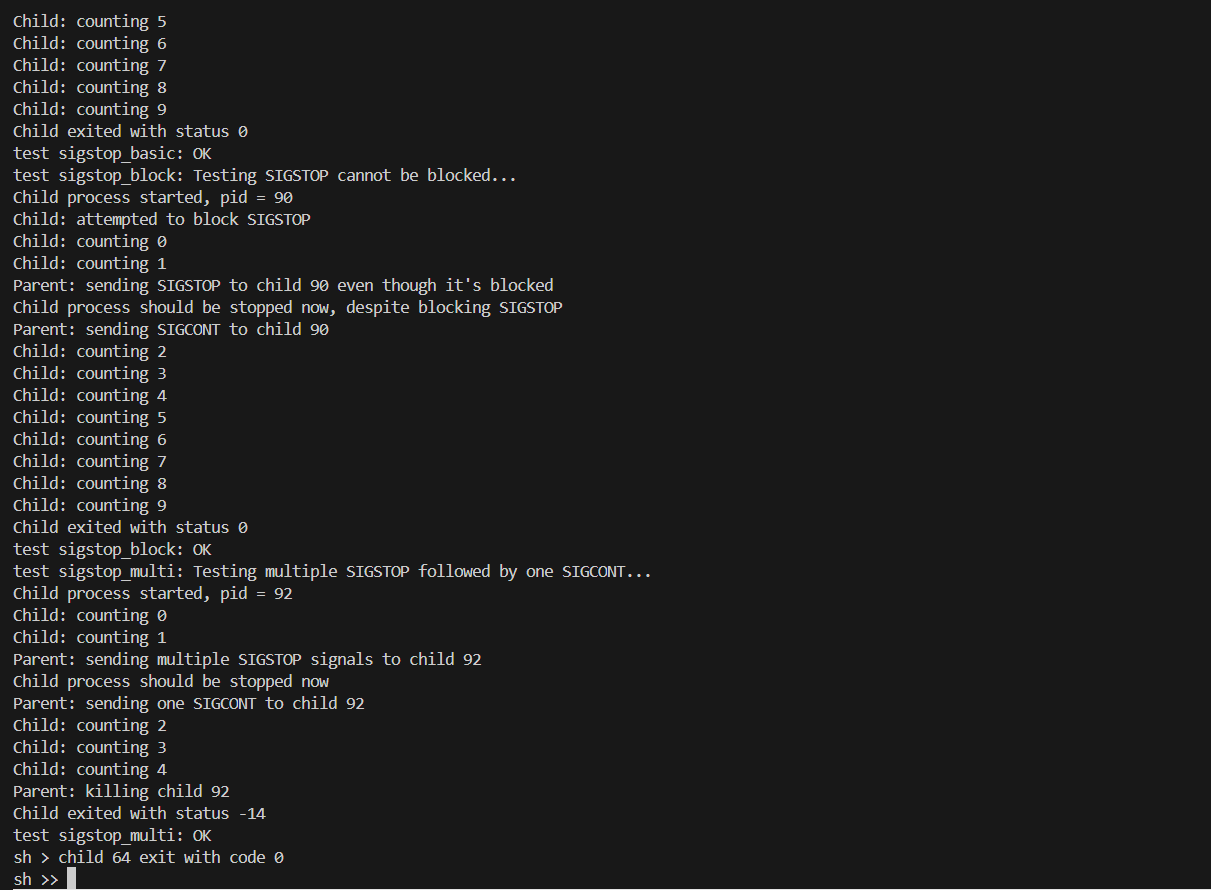 Child: counting 5
Child: counting 6
Child: counting 7
Child: counting 8
Child: counting 9
Child exited with status 0
test sigstop_basic: OK
test sigstop_block: Testing SIGSTOP cannot be blocked...
Child process started, pid = 90
Child: attempted to block SIGSTOP
Child: counting 0
Child: counting 1
Parent: sending SIGSTOP to child 90 even though it's blocked
Child process should be stopped now, despite blocking SIGSTOP
Parent: sending SIGCONT to child 90
Child: counting 2
Child: counting 3
Child: counting 4
Child: counting 5
Child: counting 6
Child: counting 7
Child: counting 8
Child: counting 9
Child exited with status 0
test sigstop_block: OK
test sigstop_multi: Testing multiple SIGSTOP followed by one SIGCONT...
Child process started, pid = 92
Child: counting 0
Child: counting 1
Parent: sending multiple SIGSTOP signals to child 92
Child process should be stopped now
Parent: sending one SIGCONT to child 92
Child: counting 2
Child: counting 3
Child: counting 4
Parent: killing child 92
Child exited with status -14
test sigstop_multi: OK
sh > child 64 exit with code 0
sh >>